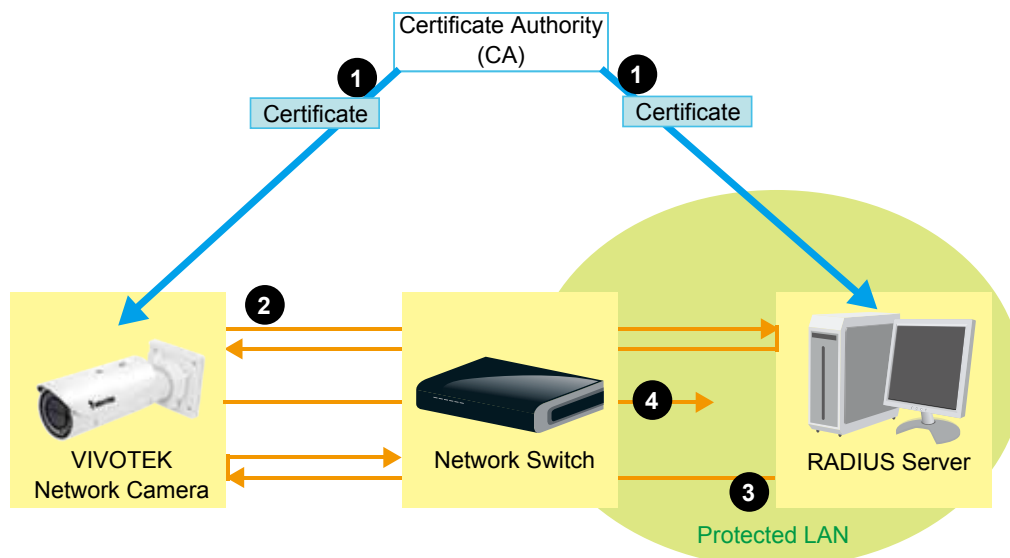 Certificate Authority
(CA)
1
1
Certificate
Certificate
2
4
VIVOTEK
Network Camera
Network Switch
RADIUS Server
3
Protected LAN